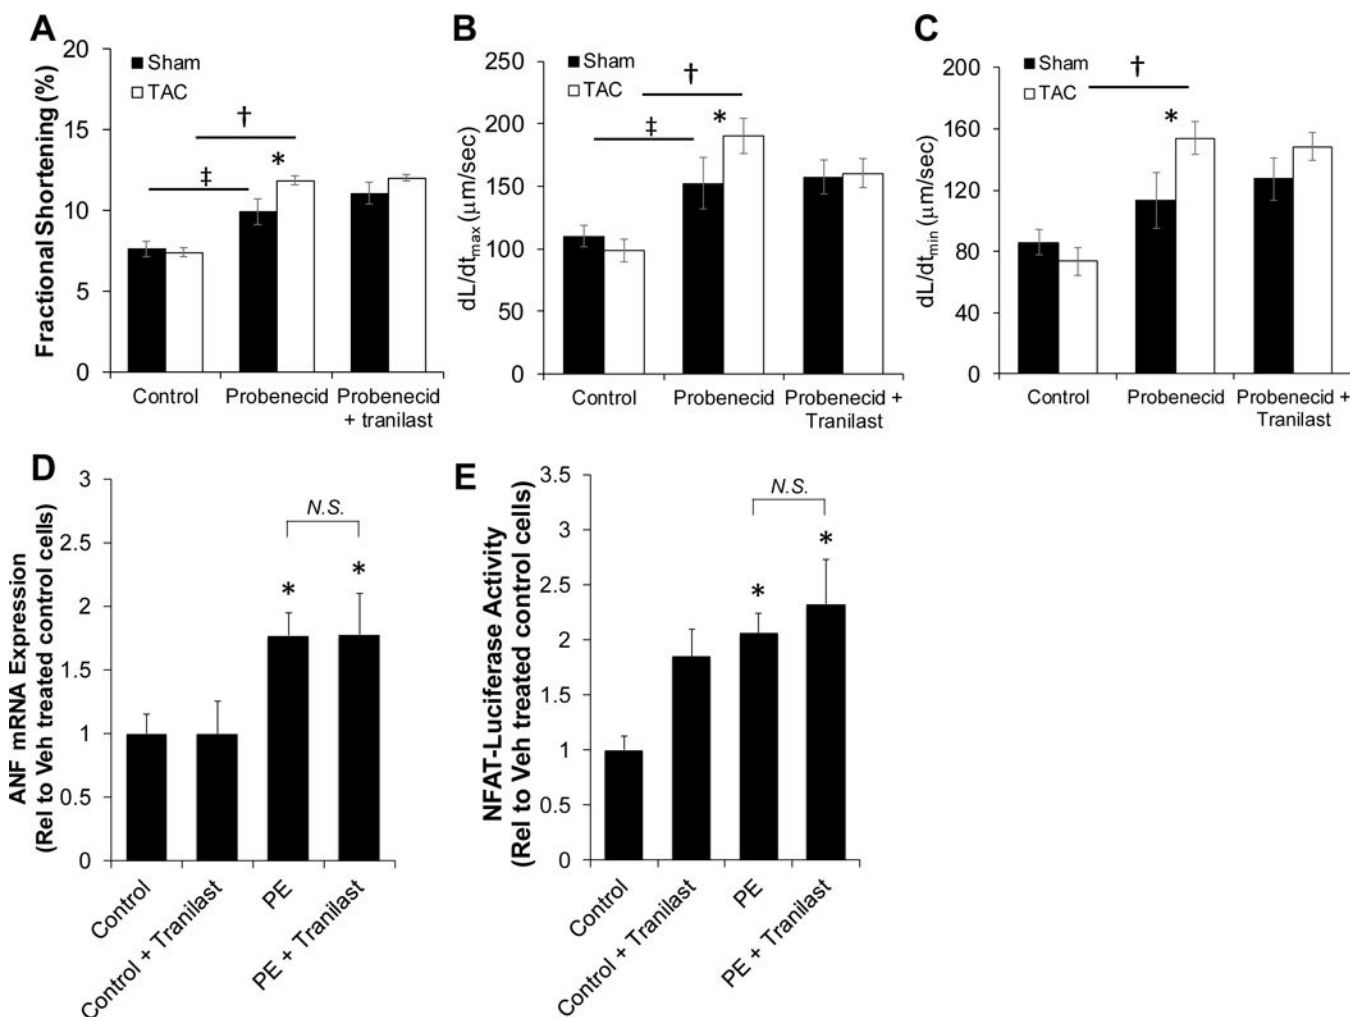 A
Fractional Shortening (%)
20
15
10
5
0
Sham
TAC
†
‡
*
Control
Probenecid
Probenecid
+ tranilast
B
dL/dtmax (μm/sec)
250
200
150
100
50
0
Sham
TAC
†
‡
*
Control
Probenecid
Probenecid +
Tranilast
C
dL/dtmin (μm/sec)
200
160
120
80
40
0
Sham
TAC
†
*
Control
Probenecid
Probenecid +
Tranilast
D
ANF mRNA Expression
(Rel to Veh treated control cells)
3
2.5
2
1.5
1
0.5
0
N.S.
*
*
Control
Control + Tranilast
PE
PE + Tranilast
E
NFAT-Luciferase Activity
(Rel to Veh treated control cells)
3.5
3
2.5
2
1.5
1
0.5
0
N.S.
*
*
Control
Control + Tranilast
PE
PE + Tranilast